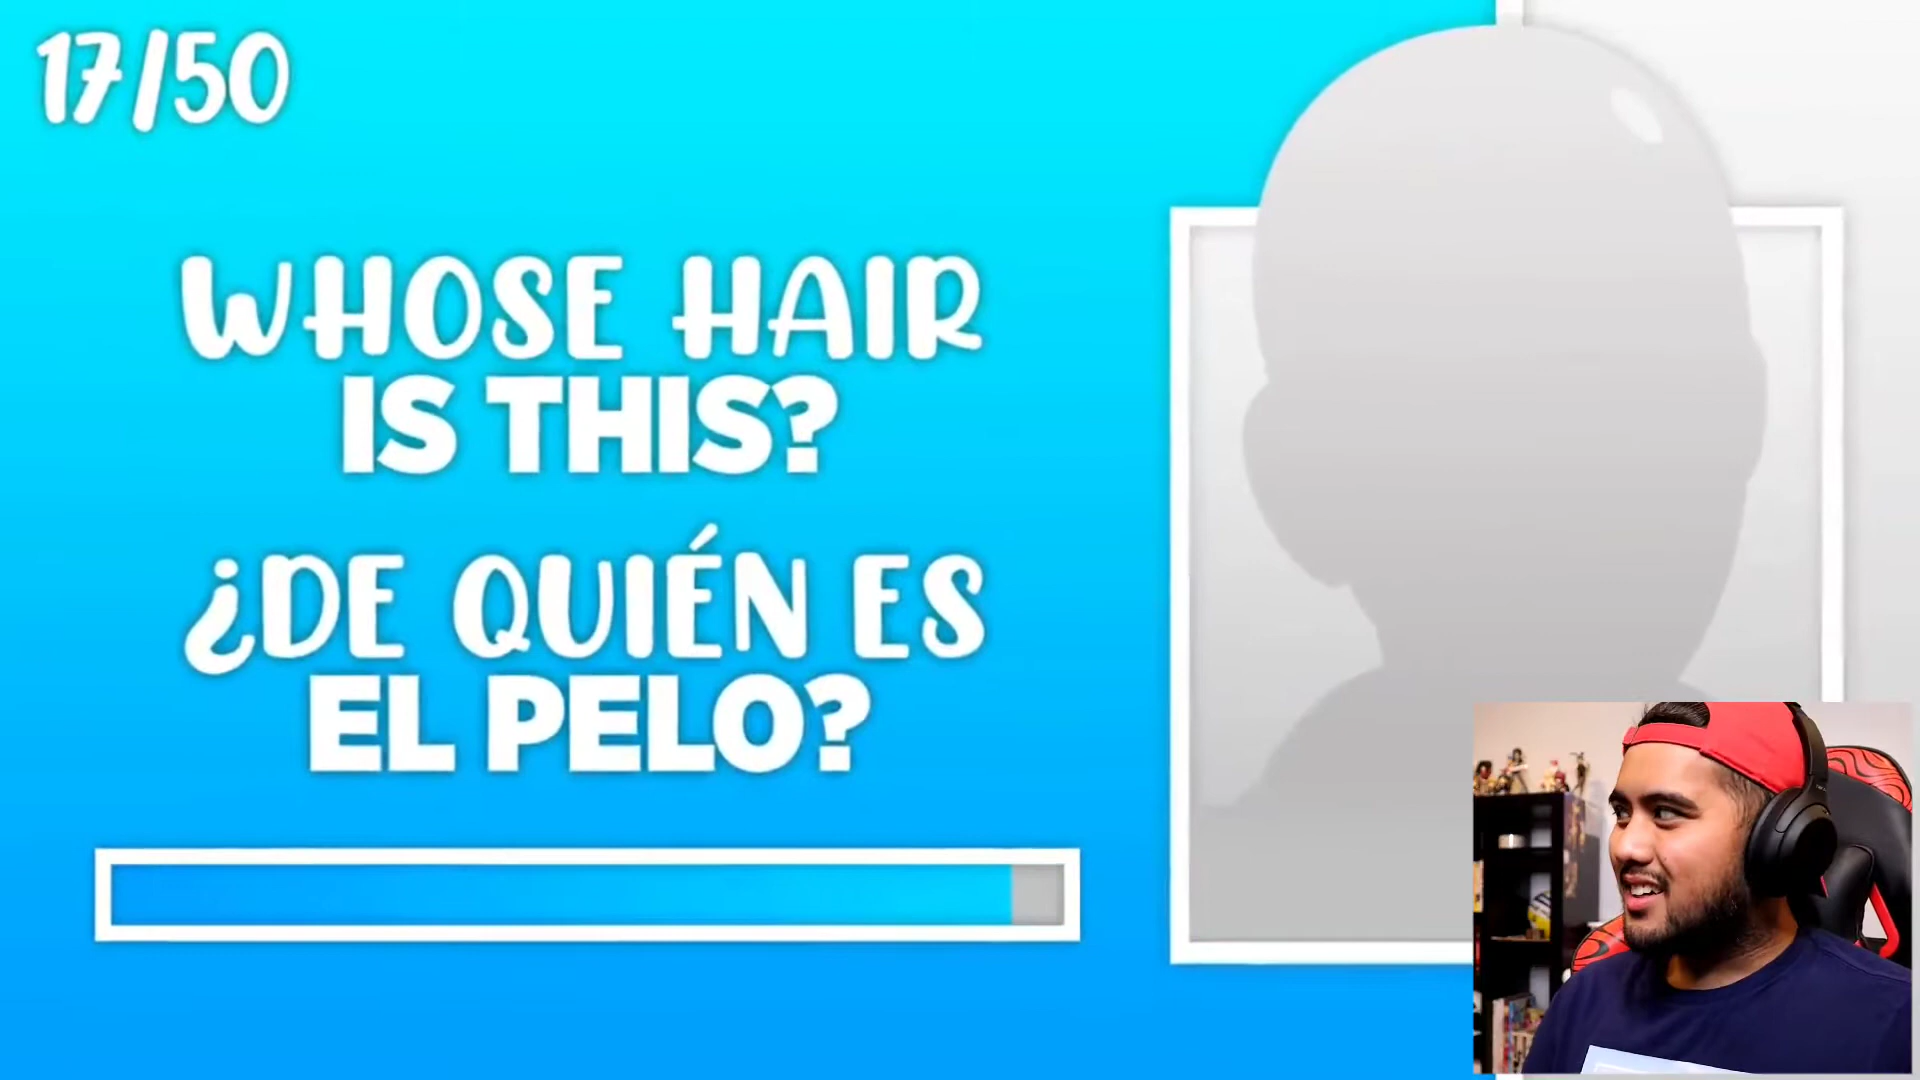 17/50
WHOSE HAIR
IS THIS?
¿DE QUIÉN ES
EL PELO?